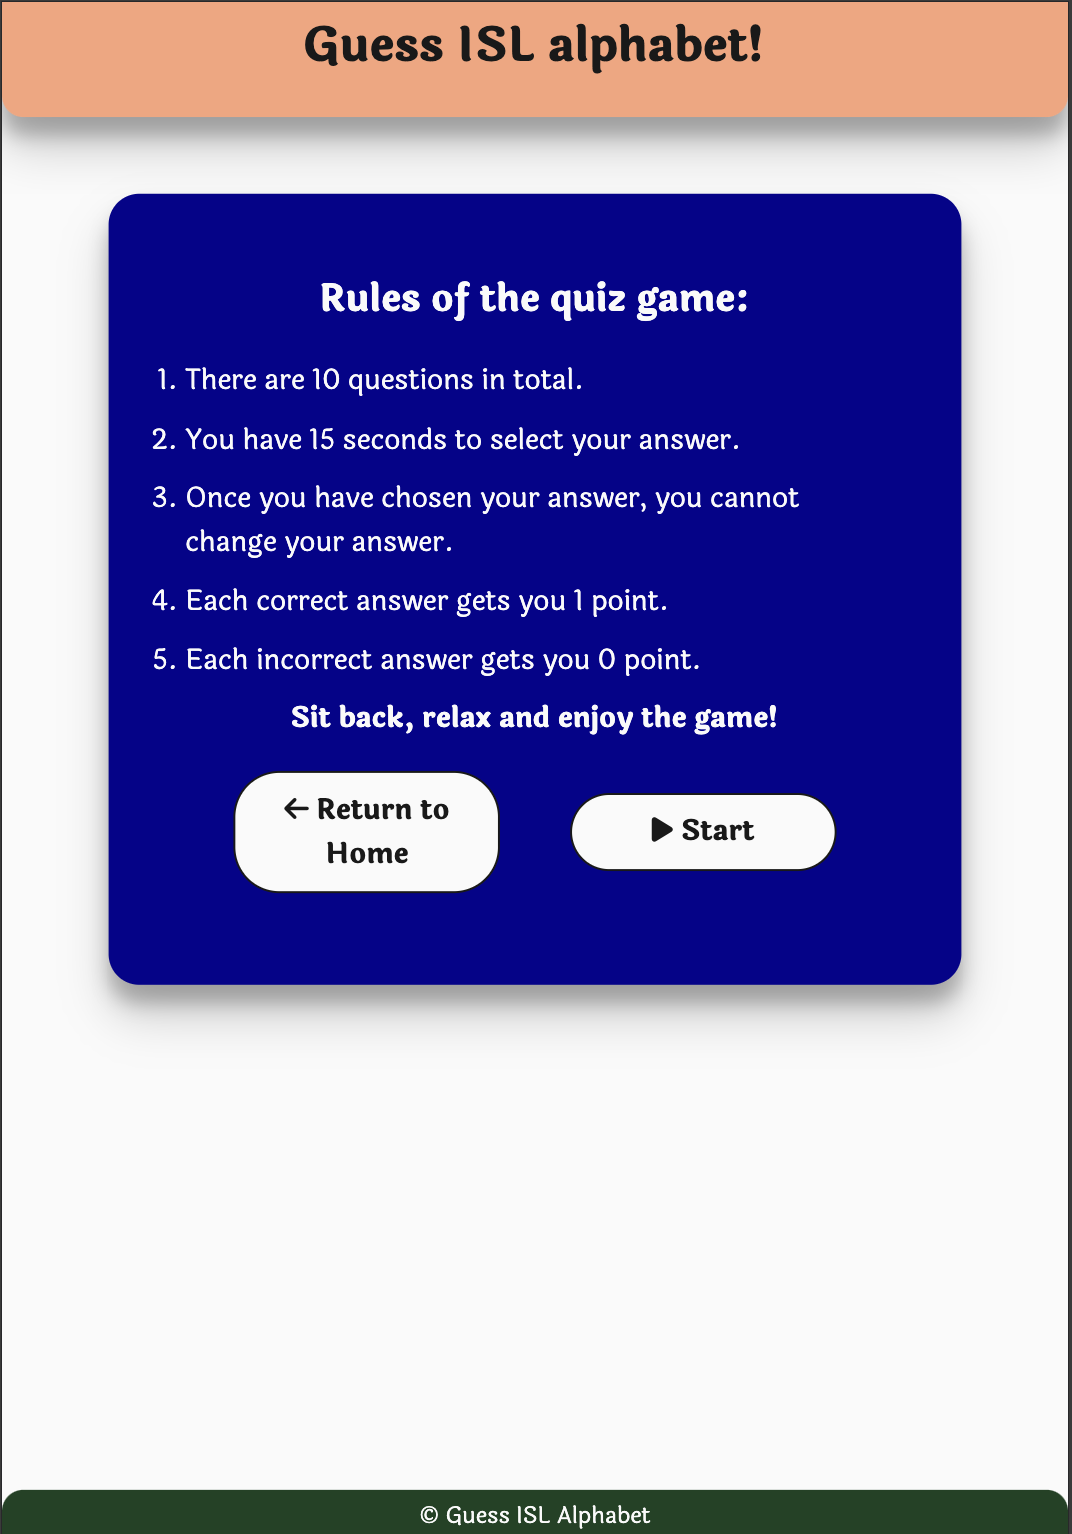 Guess ISL alphabet!
Rules of the quiz game:
1. There are 10 questions in total.
2. You have 15 seconds to select your answer.
3. Once you have chosen your answer, you cannot
change your answer.
4. Each correct answer gets you 1 point.
5. Each incorrect answer gets you 0 point.
Sit back, relax and enjoy the game!
Return to
Home
Start
© Guess ISL Alphabet